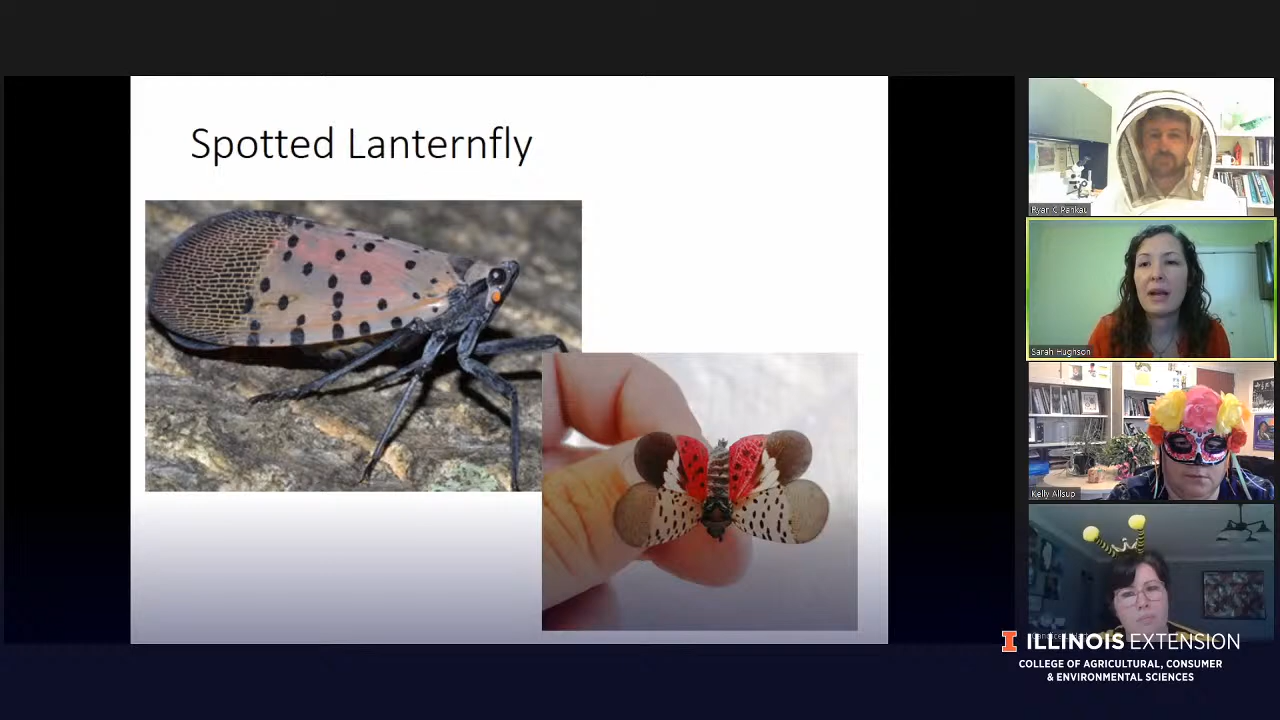 Spotted Lanternfly
Ryan C Pankau
Sarah Hughson
Kelly Allsup
I ILLINOIS EXTENSION
COLLEGE OF AGRICULTURAL, CONSUMER
& ENVIRONMENTAL SCIENCES